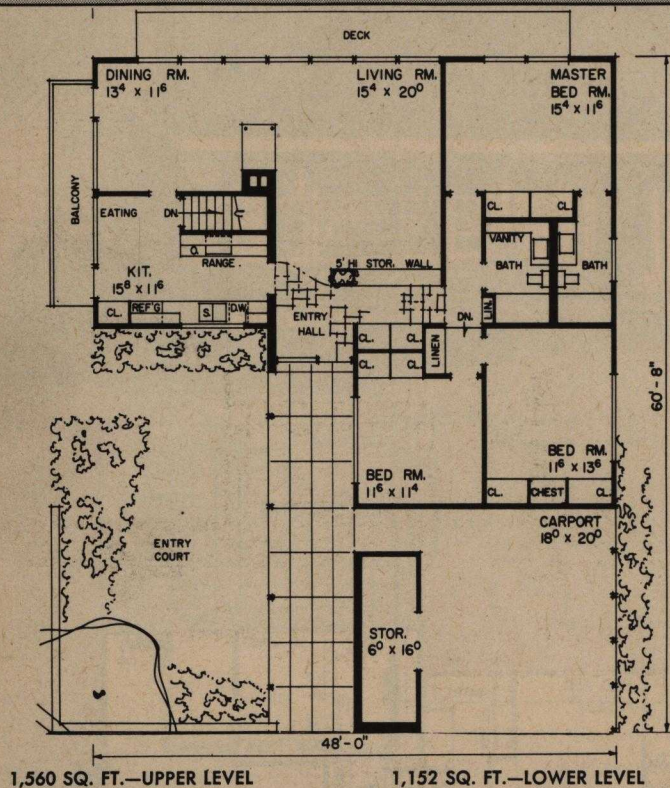 DECK
DINING RM.
13⁴ x 11⁶
LIVING RM.
15⁴ x 20⁰
MASTER
BED RM.
15⁴ x 11⁶
BALCONY
EATING
DN.
CL.
CL.
VANITY
BATH
BATH
O.
RANGE
5' HI STOR. WALL
KIT.
15⁸ x 11⁶
CL.
REF'G
S.
D.W.
ENTRY
HALL
LIN.
DN.
CL.
CL.
CL.
CL.
LINEN
60'-8"
BED RM.
11⁶ x 11⁴
BED RM.
11⁶ x 13⁶
CL.
CHEST
CL.
CARPORT
18⁰ x 20⁰
ENTRY
COURT
STOR.
6⁰ x 16⁰
48'-0"
1,560 SQ. FT.—UPPER LEVEL
1,152 SQ. FT.—LOWER LEVEL